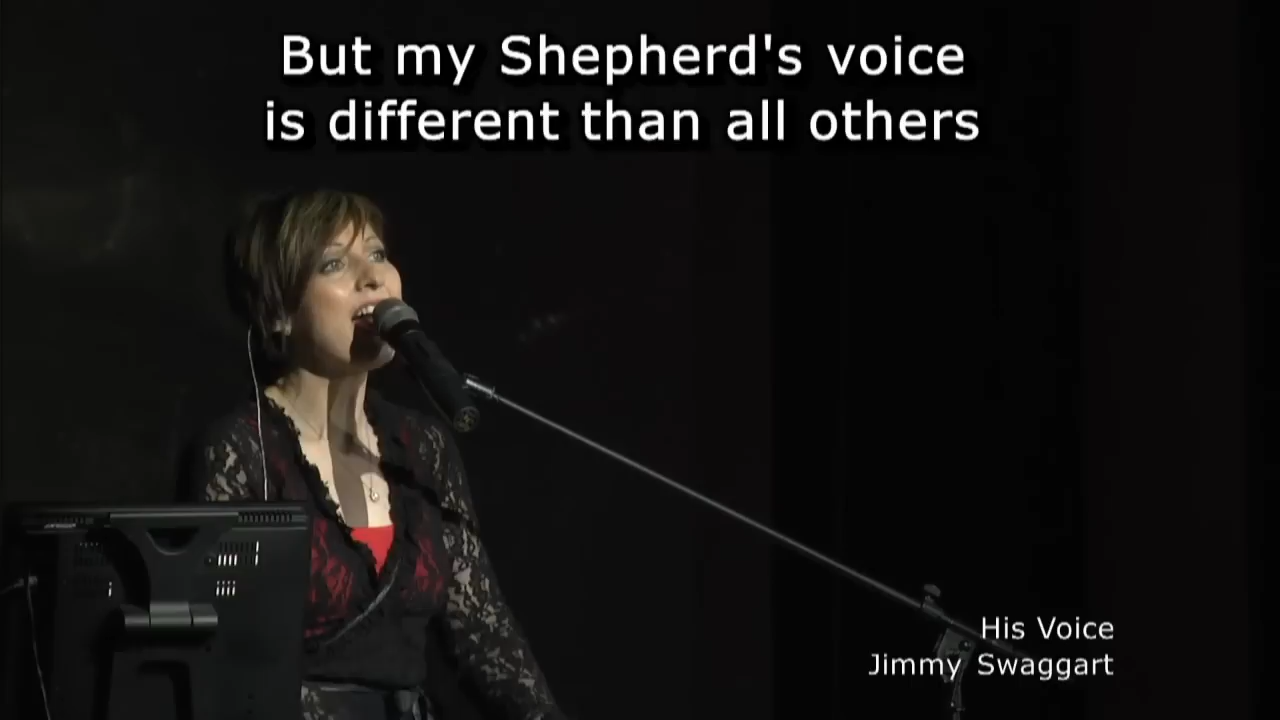 But my Shepherd's voice
is different than all others
His Voice
Jimmy Swaggart